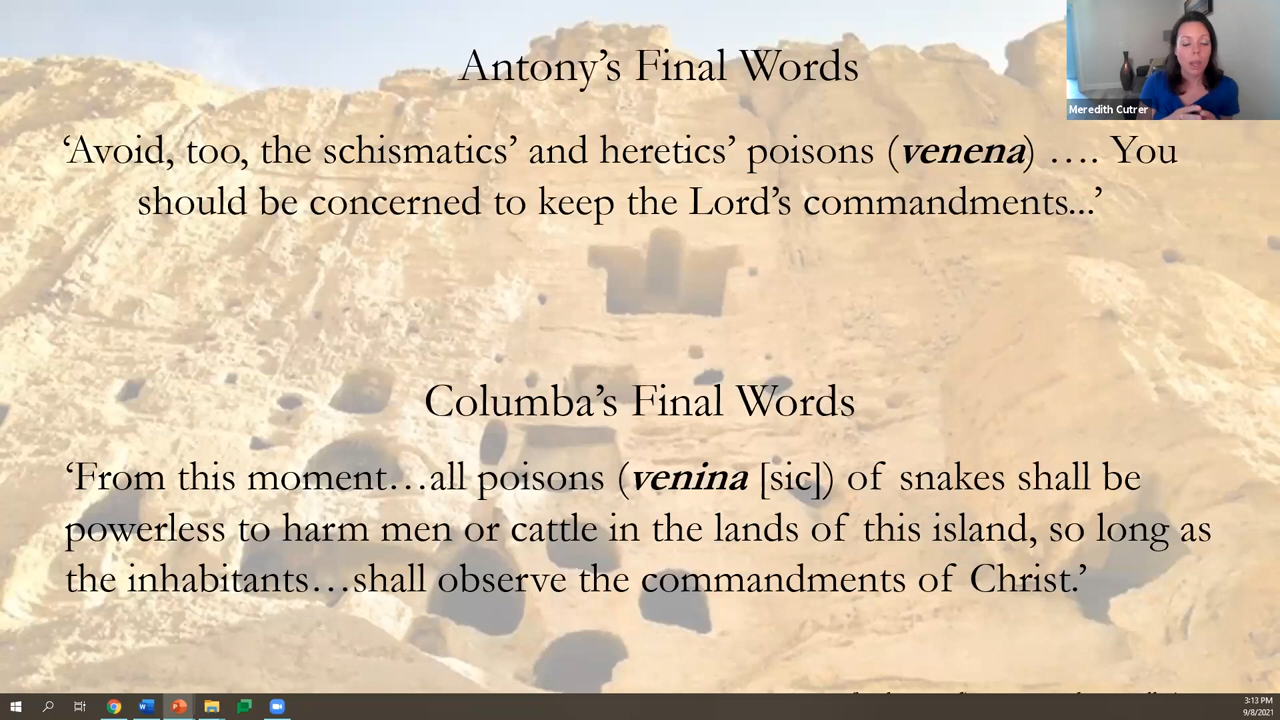 Antony’s Final Words
Meredith Cutrer
‘Avoid, too, the schismatics’ and heretics’ poisons (venena) …. You
should be concerned to keep the Lord’s commandments...’
Columba’s Final Words
‘From this moment…all poisons (venina [sic]) of snakes shall be
powerless to harm men or cattle in the lands of this island, so long as
the inhabitants…shall observe the commandments of Christ.’
3:13 PM
9/8/2021